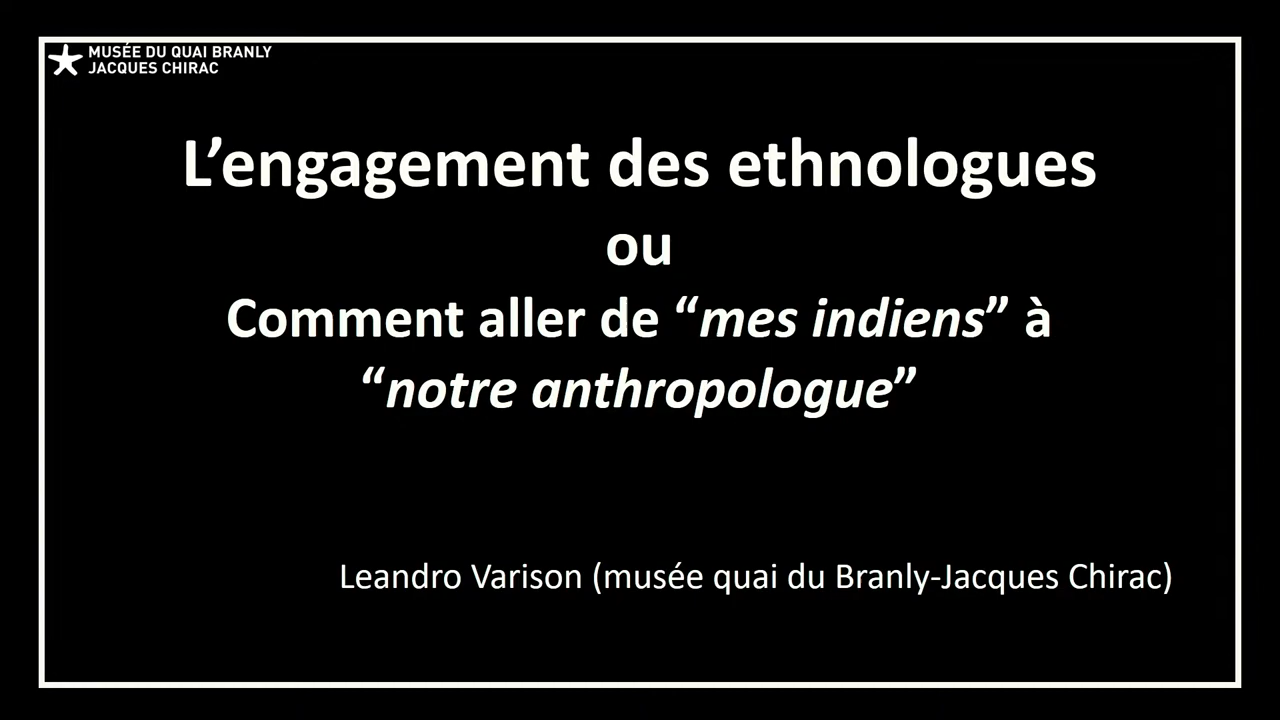 MUSÉE DU QUAI BRANLY
JACQUES CHIRAC
L’engagement des ethnologues
ou
Comment aller de “mes indiens” à
“notre anthropologue”
Leandro Varison (musée quai du Branly-Jacques Chirac)